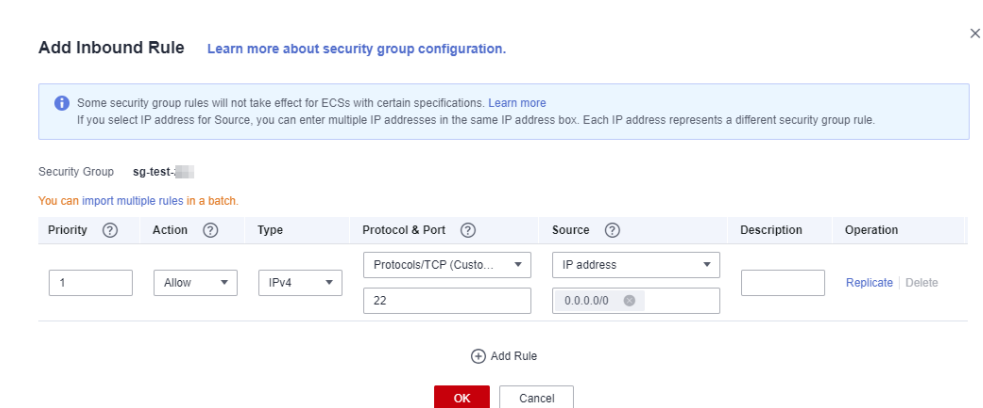 Add Inbound Rule Learn more about security group configuration.
Some security group rules will not take effect for ECSs with certain specifications. Learn more
If you select IP address for Source, you can enter multiple IP addresses in the same IP address box. Each IP address represents a different security group rule.
Security Group sg-test-
You can import multiple rules in a batch.
Priority ? Action ? Type Protocol & Port ? Source ? Description Operation
Protocols/TCP (Custo... IP address
1 Allow IPv4 Replicate Delete
22 0.0.0.0/0
Add Rule
OK Cancel